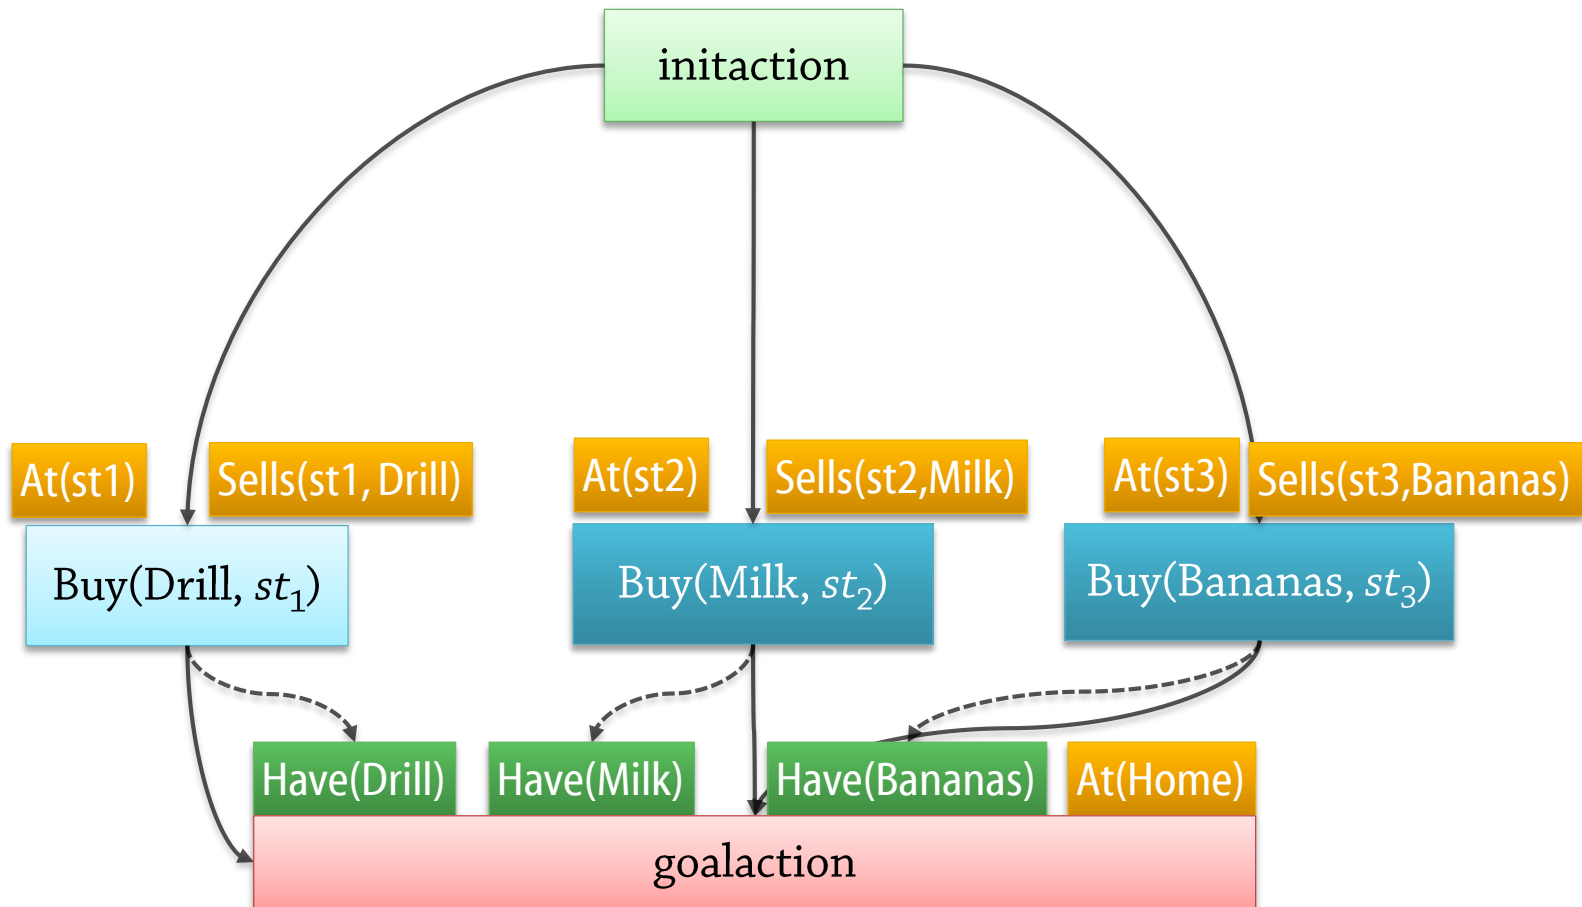 initaction
At(st1)
Sells(st1, Drill)
At(st2)
Sells(st2,Milk)
At(st3)
Sells(st3,Bananas)
Buy(Drill, st₁)
Buy(Milk, st₂)
Buy(Bananas, st₃)
Have(Drill)
Have(Milk)
Have(Bananas)
At(Home)
goalaction